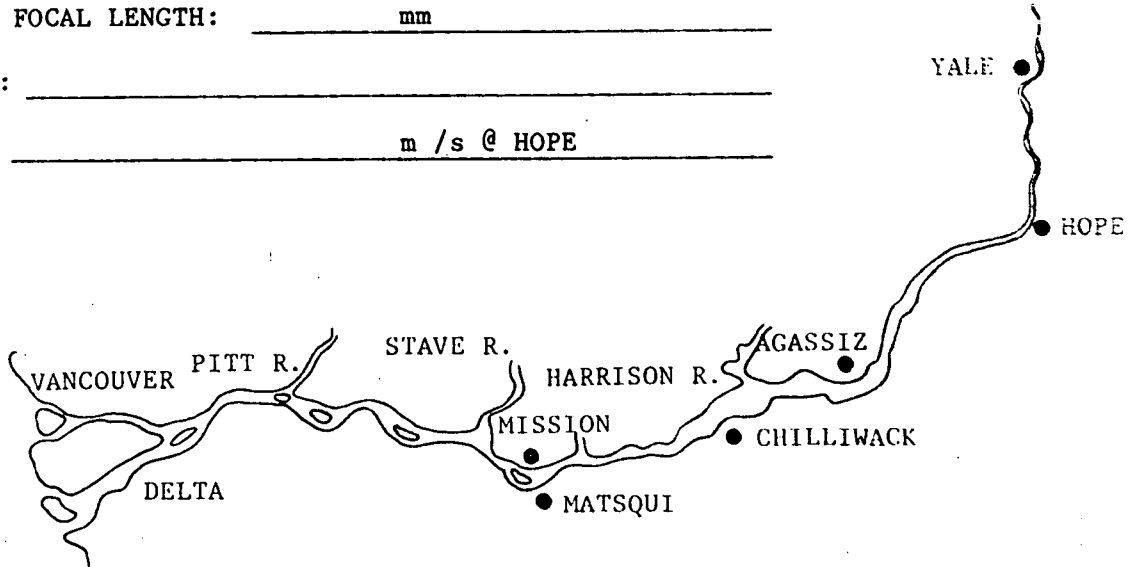 FOCAL LENGTH: mm
:
m /s @ HOPE
YALE
HOPE
AGASSIZ
STAVE R.
PITT R.
HARRISON R.
VANCOUVER
MISSION
CHILLIWACK
DELTA
MATSQUI